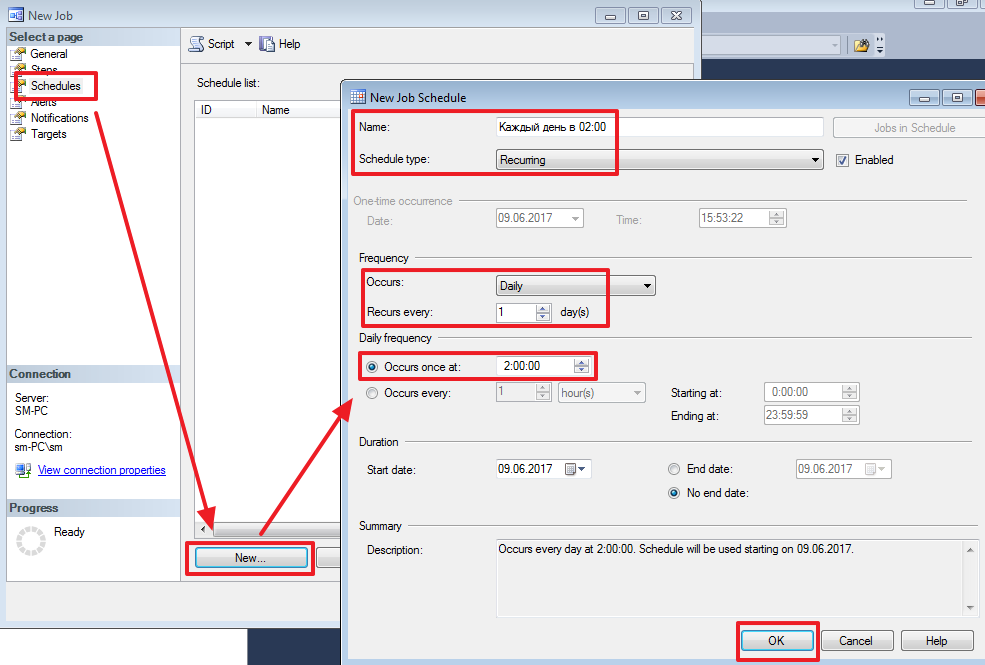 New Job
Select a page
General
Steps
Schedules
Alerts
Notifications
Targets
Script
Help
Schedule list:
ID Name
Connection
Server:
SM-PC
Connection:
sm-PC\sm
View connection properties
Progress
Ready
New...
New Job Schedule
Name: Каждый день в 02:00 Jobs in Schedule
Schedule type: Recurring Enabled
One-time occurrence
Date: 09.06.2017 Time: 15:53:22
Frequency
Occurs: Daily
Recurs every: 1 day(s)
Daily frequency
Occurs once at: 2:00:00
Occurs every: 1 hour(s) Starting at: 0:00:00
Ending at: 23:59:59
Duration
Start date: 09.06.2017 End date: 09.06.2017
No end date:
Summary
Description: Occurs every day at 2:00:00. Schedule will be used starting on 09.06.2017.
OK Cancel Help